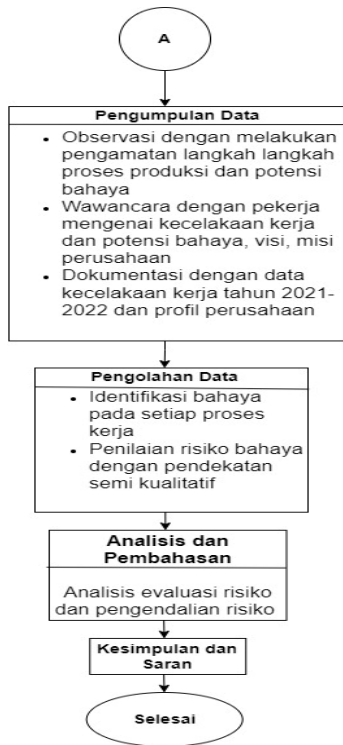 A
Pengumpulan Data
• Observasi dengan melakukan
pengamatan langkah langkah
proses produksi dan potensi
bahaya
• Wawancara dengan pekerja
mengenai kecelakaan kerja
dan potensi bahaya, visi, misi
perusahaan
• Dokumentasi dengan data
kecelakaan kerja tahun 2021-
2022 dan profil perusahaan
Pengolahan Data
• Identifikasi bahaya
pada setiap proses
kerja
• Penilaian risiko bahaya
dengan pendekatan
semi kualitatif
Analisis dan
Pembahasan
Analisis evaluasi risiko
dan pengendalian risiko
Kesimpulan dan
Saran
Selesai